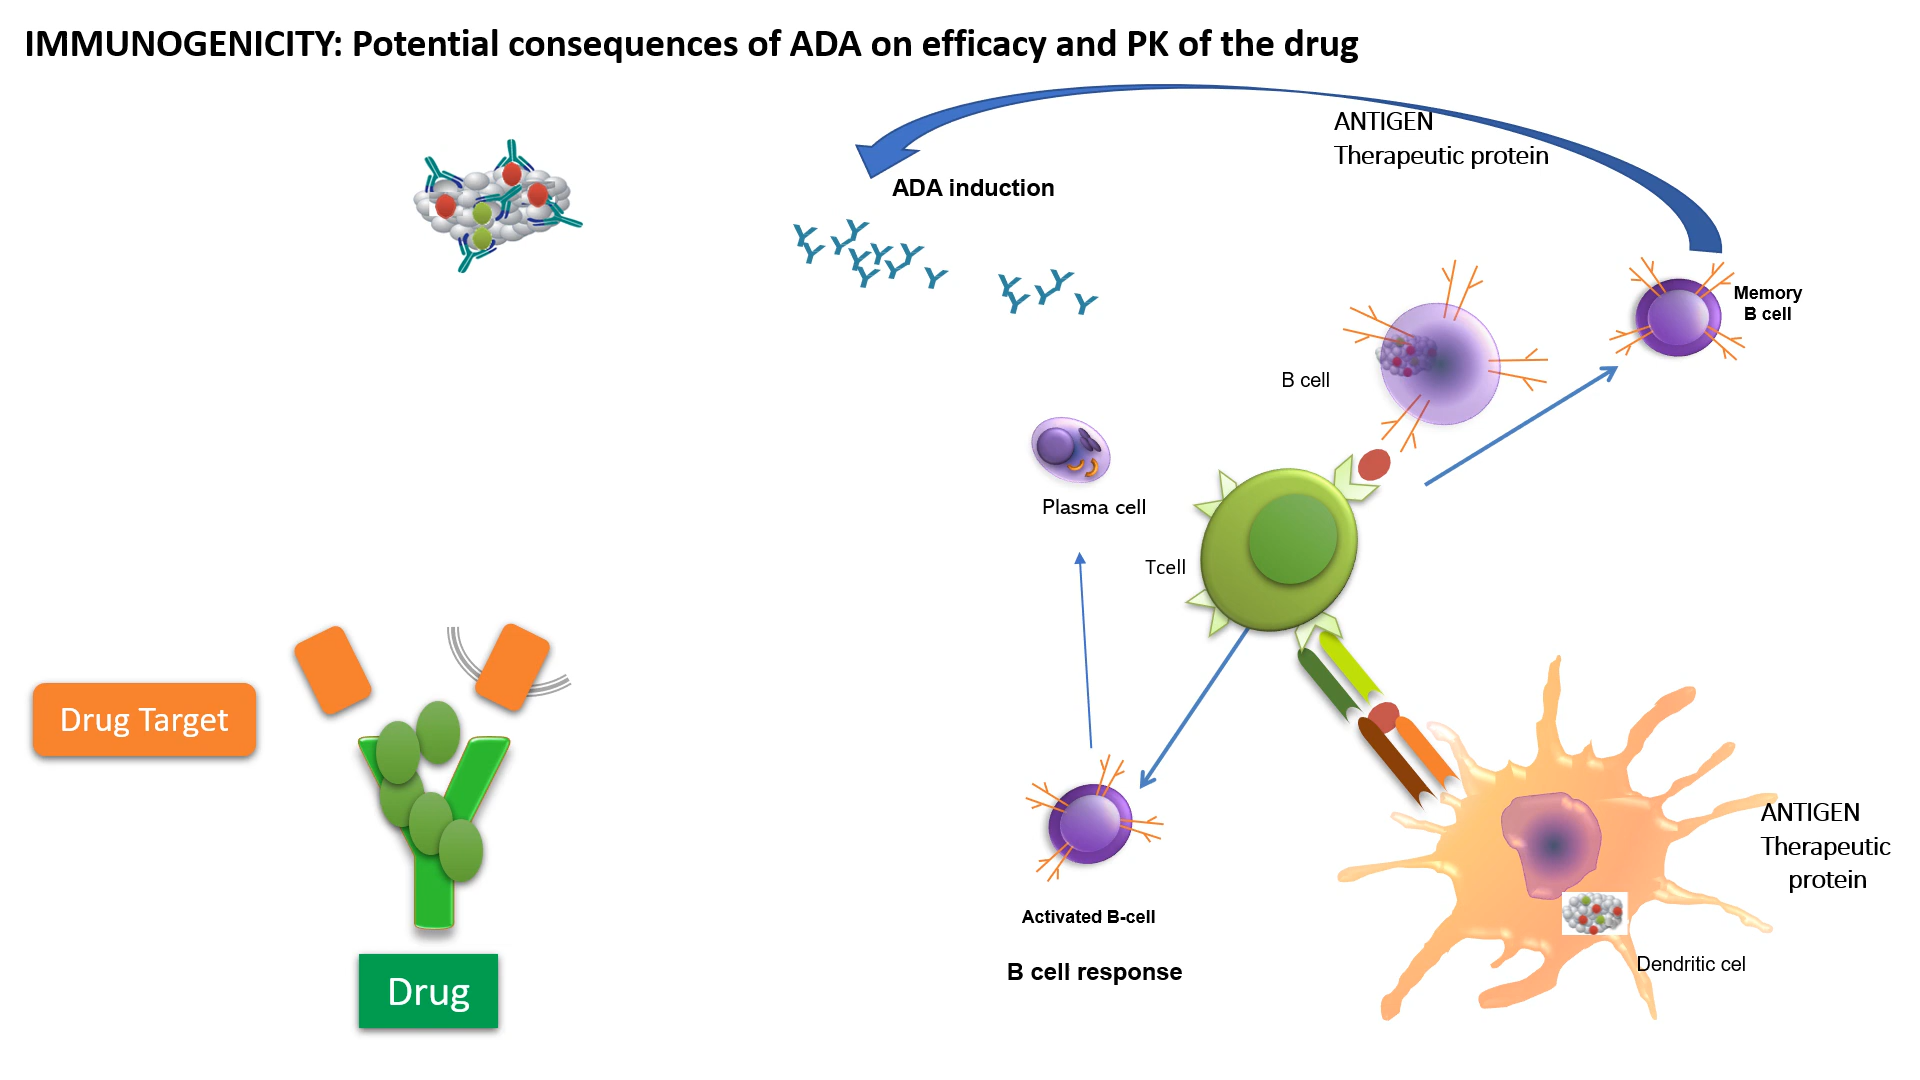 IMMUNOGENICITY: Potential consequences of ADA on efficacy and PK of the drug
ANTIGEN
Therapeutic protein
ADA induction
Memory
B cell
B cell
Plasma cell
Tcell
Drug Target
ANTIGEN
Therapeutic
protein
Activated B-cell
Dendritic cel
B cell response
Drug